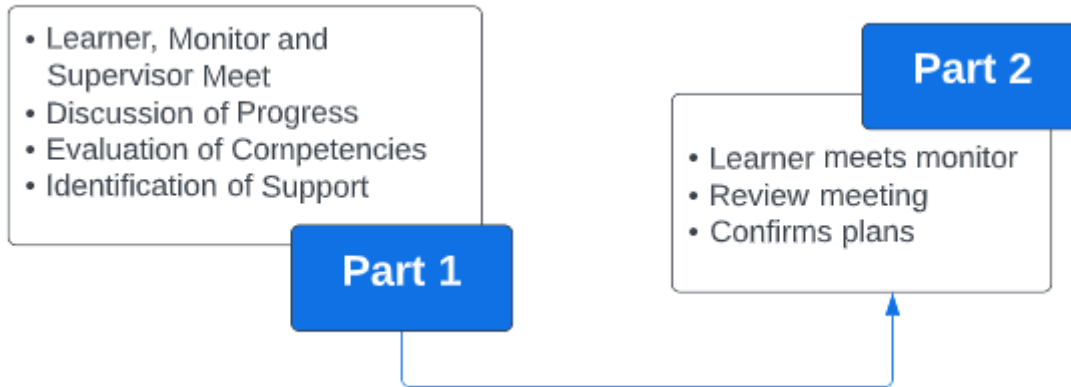 • Learner, Monitor and
Supervisor Meet
• Discussion of Progress
• Evaluation of Competencies
• Identification of Support
Part 1
Part 2
• Learner meets monitor
• Review meeting
• Confirms plans